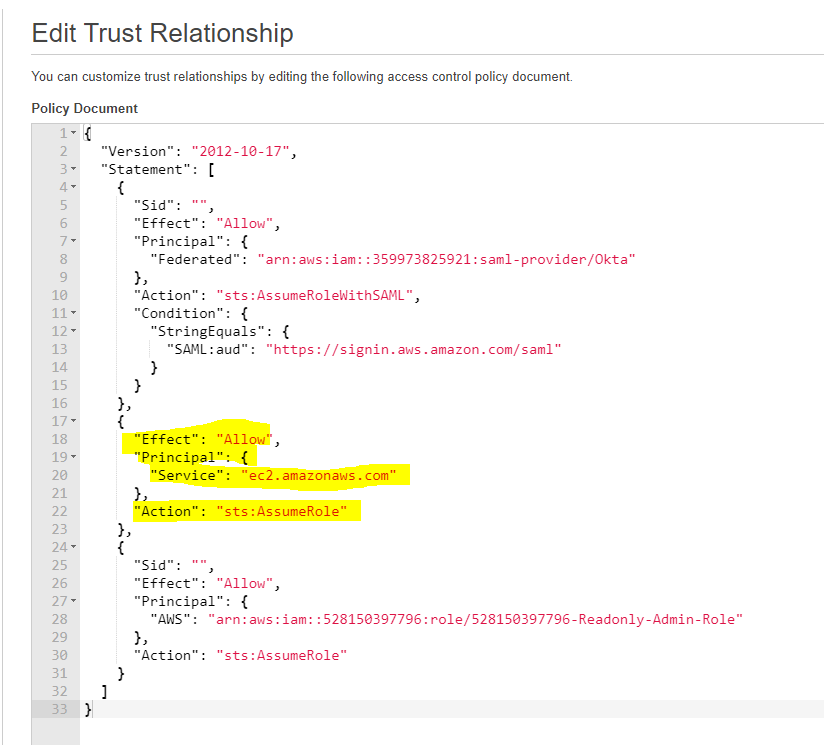 Edit Trust Relationship
You can customize trust relationships by editing the following access control policy document.
Policy Document
1 {
2 "Version": "2012-10-17",
3 "Statement": [
4 {
5 "Sid": "",
6 "Effect": "Allow",
7 "Principal": {
8 "Federated": "arn:aws:iam::359973825921:saml-provider/Okta"
9 },
10 "Action": "sts:AssumeRoleWithSAML",
11 "Condition": {
12 "StringEquals": {
13 "SAML:aud": "https://signin.aws.amazon.com/saml"
14 }
15 }
16 },
17 {
18 "Effect": "Allow",
19 "Principal": {
20 "Service": "ec2.amazonaws.com"
21 },
22 "Action": "sts:AssumeRole"
23 },
24 {
25 "Sid": "",
26 "Effect": "Allow",
27 "Principal": {
28 "AWS": "arn:aws:iam::528150397796:role/528150397796-Readonly-Admin-Role"
29 },
30 "Action": "sts:AssumeRole"
31 }
32 ]
33 }